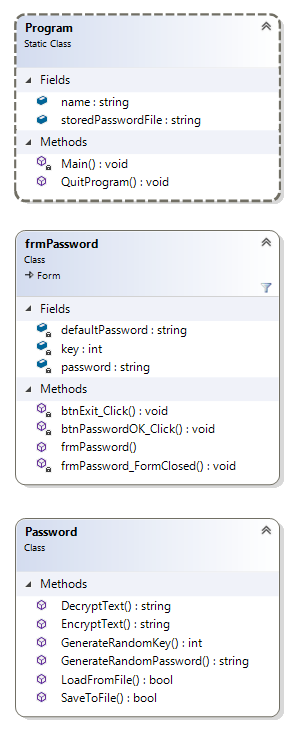 Program
Static Class
Fields
name : string
storedPasswordFile : string
Methods
Main() : void
QuitProgram() : void
frmPassword
Class
Form
Fields
defaultPassword : string
key : int
password : string
Methods
btnExit_Click() : void
btnPasswordOK_Click() : void
frmPassword()
frmPassword_FormClosed() : void
Password
Class
Methods
DecryptText() : string
EncryptText() : string
GenerateRandomKey() : int
GenerateRandomPassword() : string
LoadFromFile() : bool
SaveToFile() : bool